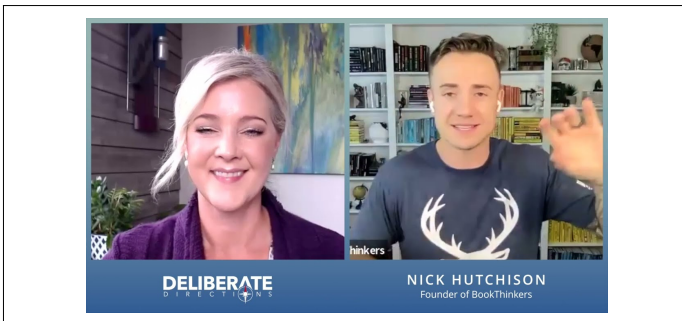 hinkers
DELIBERATE
DIRECTIONS
NICK HUTCHISON
Founder of BookThinkers